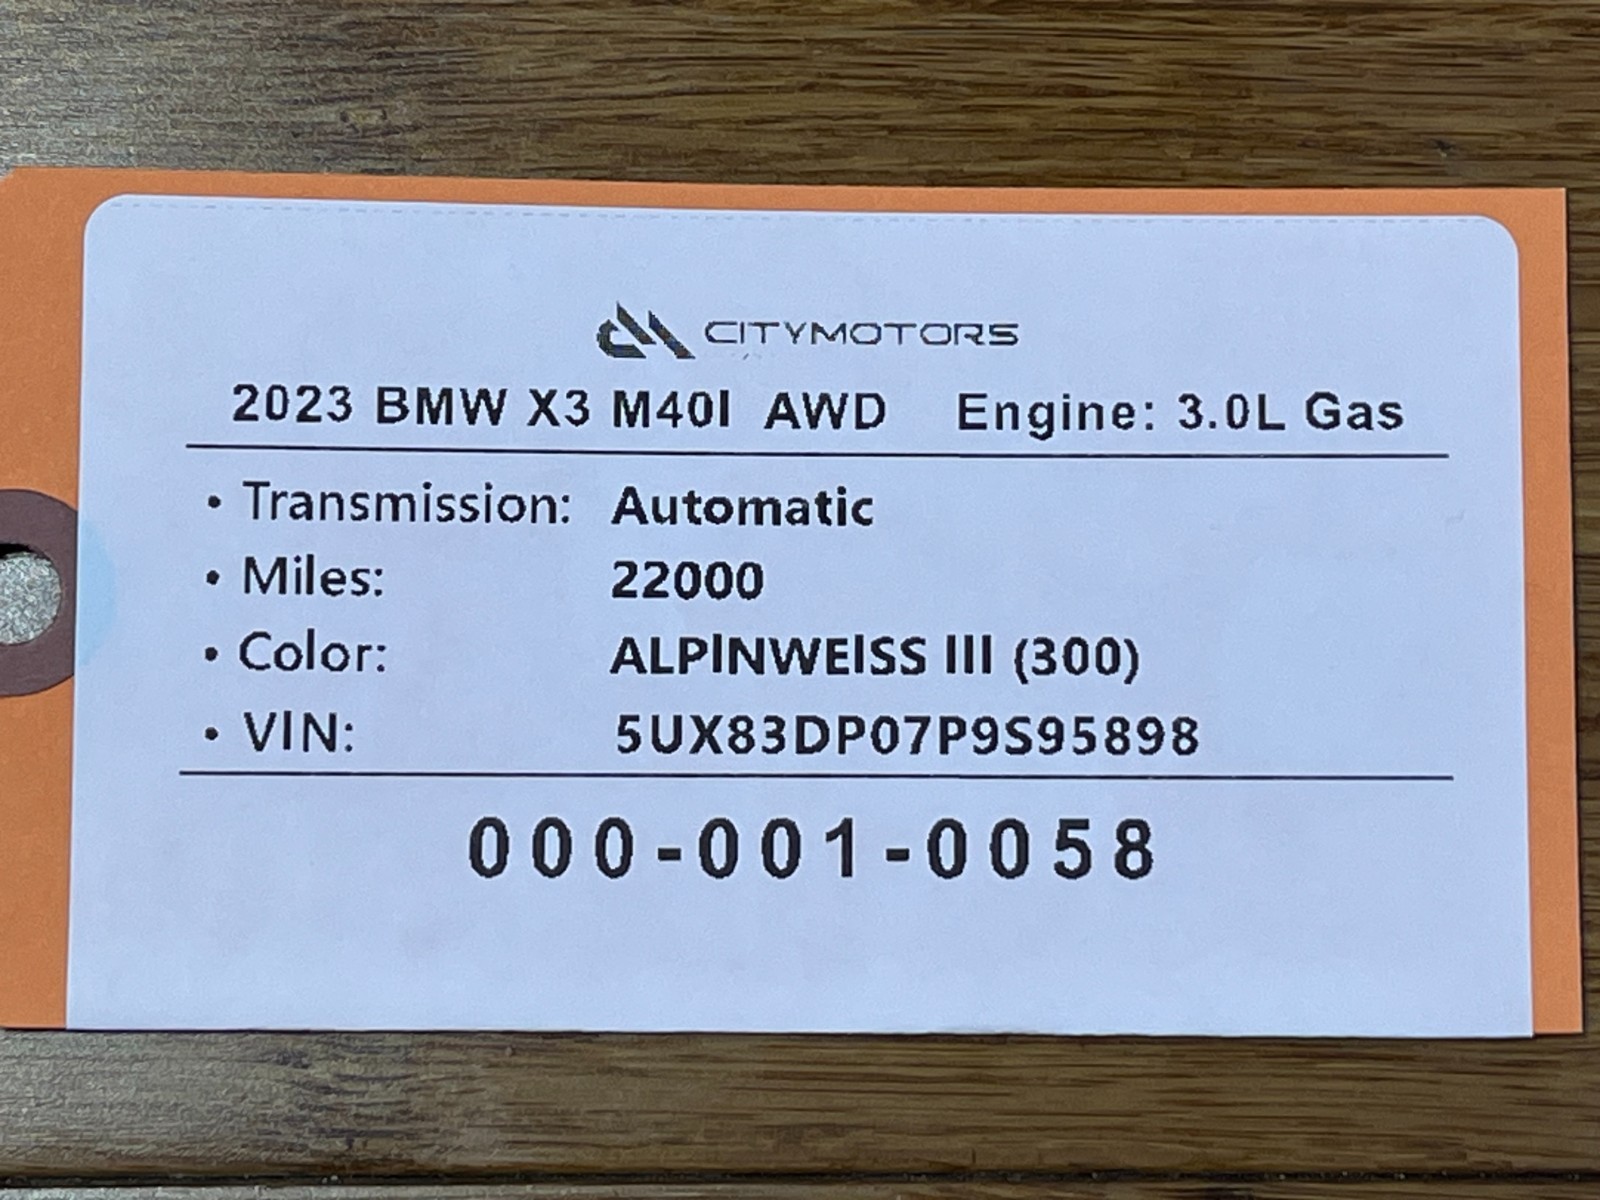 CITYMOTORS
2023 BMW X3 M40I AWD Engine: 3.0L Gas
• Transmission: Automatic
• Miles: 22000
• Color: ALPINWEISS III (300)
• VIN: 5UX83DP07P9S95898
000-001-0058